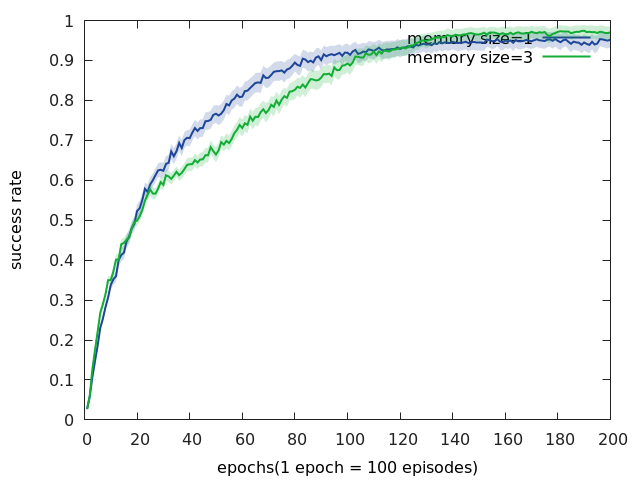 1
0.9
0.8
0.7
0.6
0.5
0.4
0.3
0.2
0.1
0
success rate
memory size=1
memory size=3
0 20 40 60 80 100 120 140 160 180 200
epochs(1 epoch = 100 episodes)